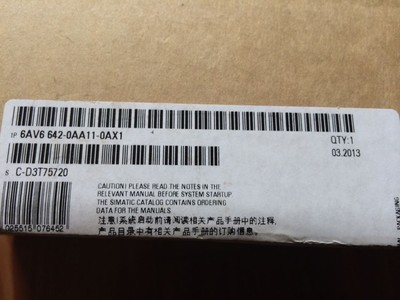 1P 6AV6 642-0AA11-0AX1
QTY:1
03.2013
S C-D3T75720
CAUTION! PLEASE READ THE NOTES IN THE
RELEVANT MANUAL BEFORE SYSTEM STARTUP.
THE SIMATIC CATALOG CONTAINS ORDERING
DATA FOR THE MANUALS.
注意!系统启动前请阅读相关产品手册中的注释,
产品目录中有相关产品手册的订购信息。
025515 076452